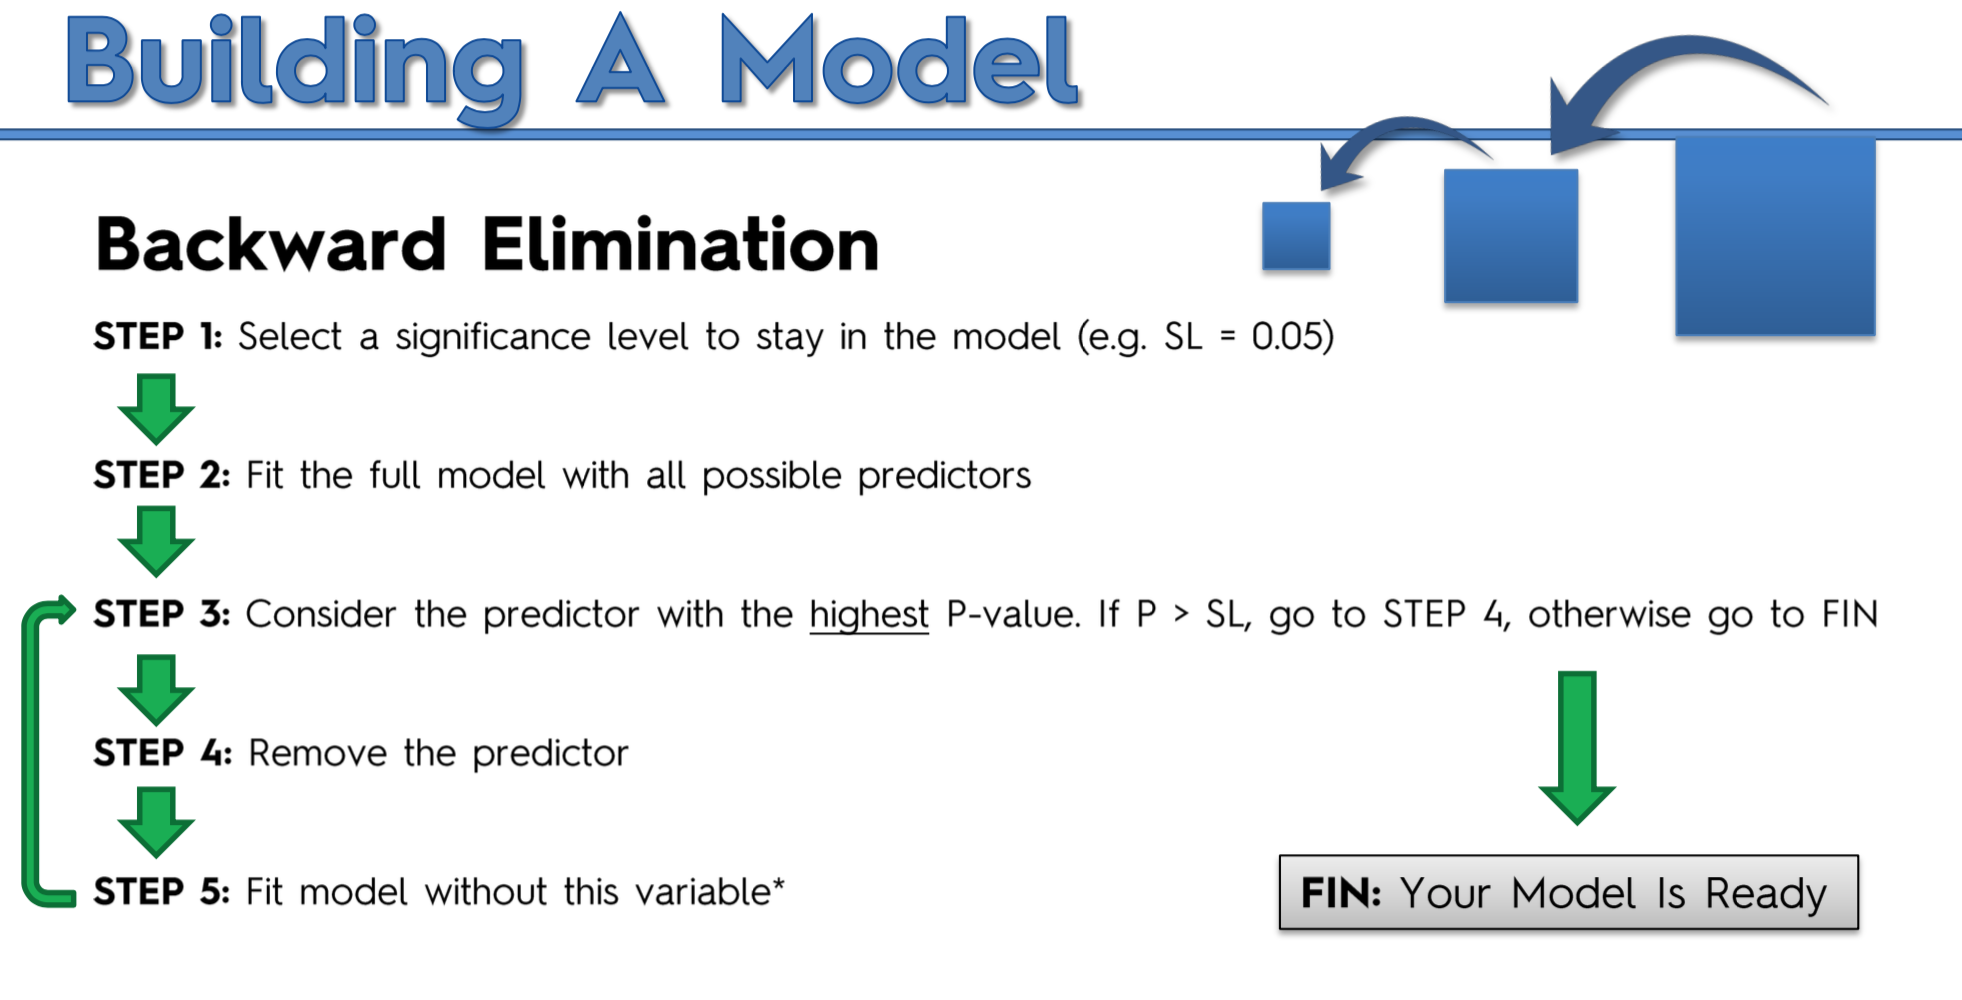 Building A Model
Backward Elimination
STEP 1: Select a significance level to stay in the model (e.g. SL = 0.05)
STEP 2: Fit the full model with all possible predictors
STEP 3: Consider the predictor with the highest P-value. If P > SL, go to STEP 4, otherwise go to FIN
STEP 4: Remove the predictor
STEP 5: Fit model without this variable*
FIN: Your Model Is Ready